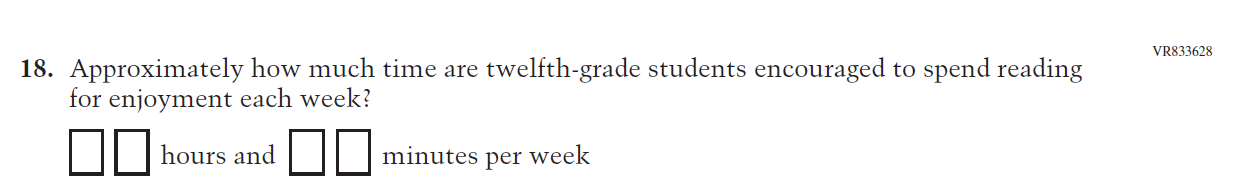 VR833628
18. Approximately how much time are twelfth-grade students encouraged to spend reading
for enjoyment each week?
hours and minutes per week